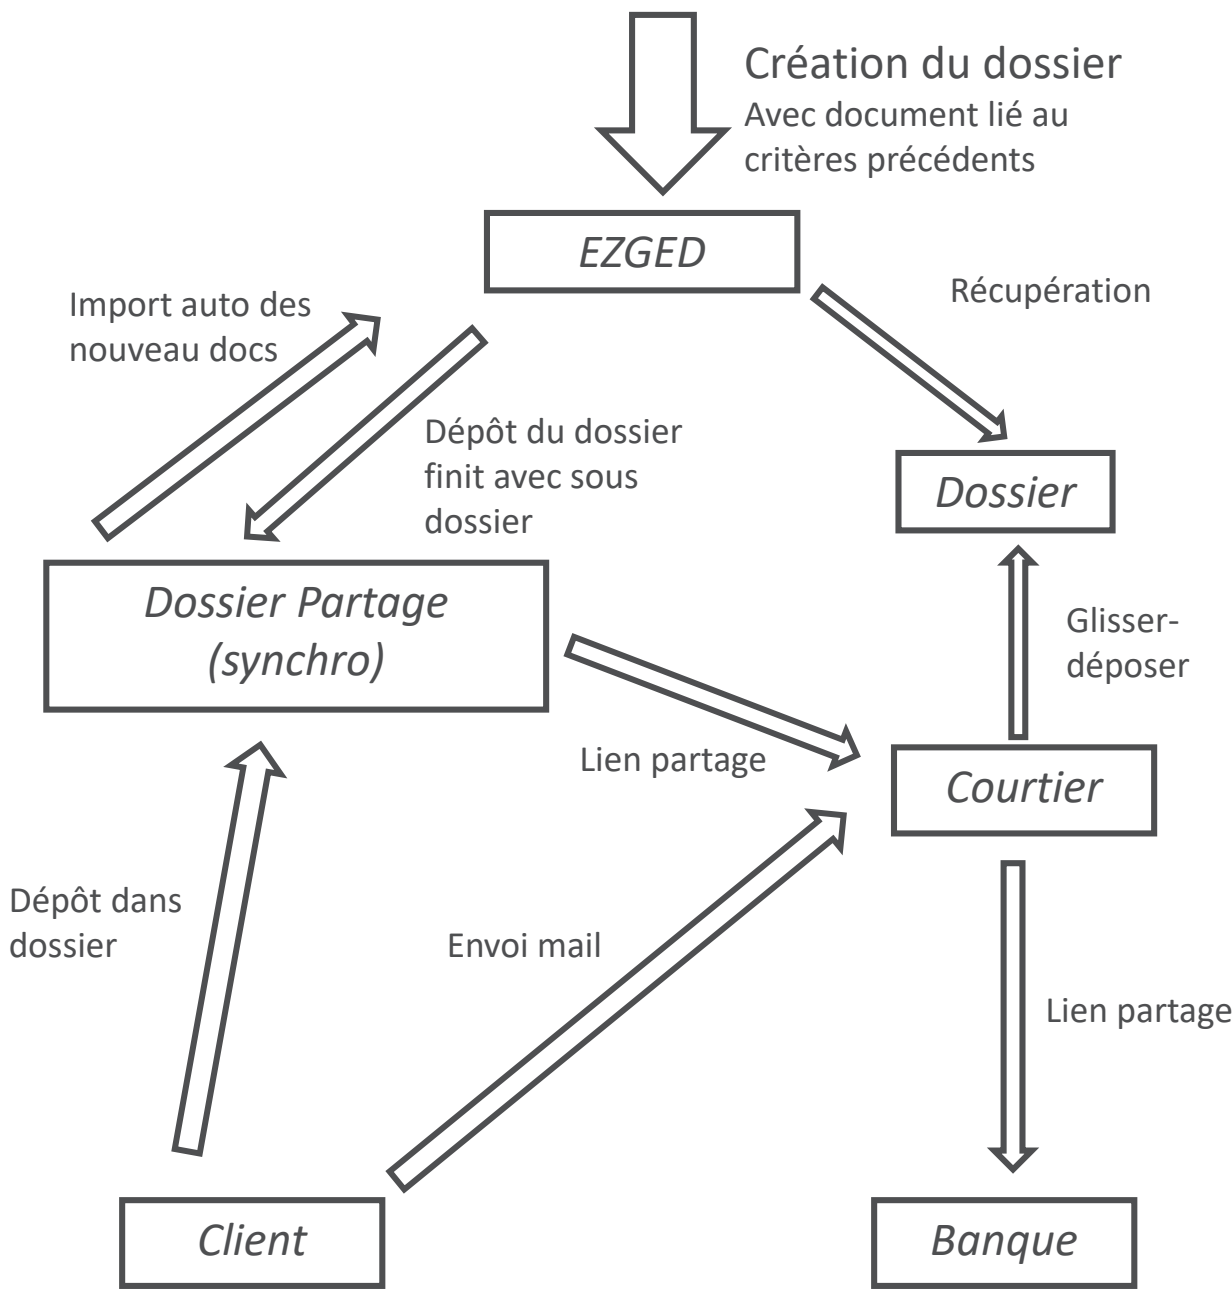 Création du dossier
Avec document lié au
critères précédents
EZGED
Récupération
Import auto des
nouveau docs
Dépôt du dossier
finit avec sous
dossier
Dossier
Dossier Partage
(synchro)
Glisser-
déposer
Lien partage
Courtier
Dépôt dans
dossier
Envoi mail
Lien partage
Client
Banque